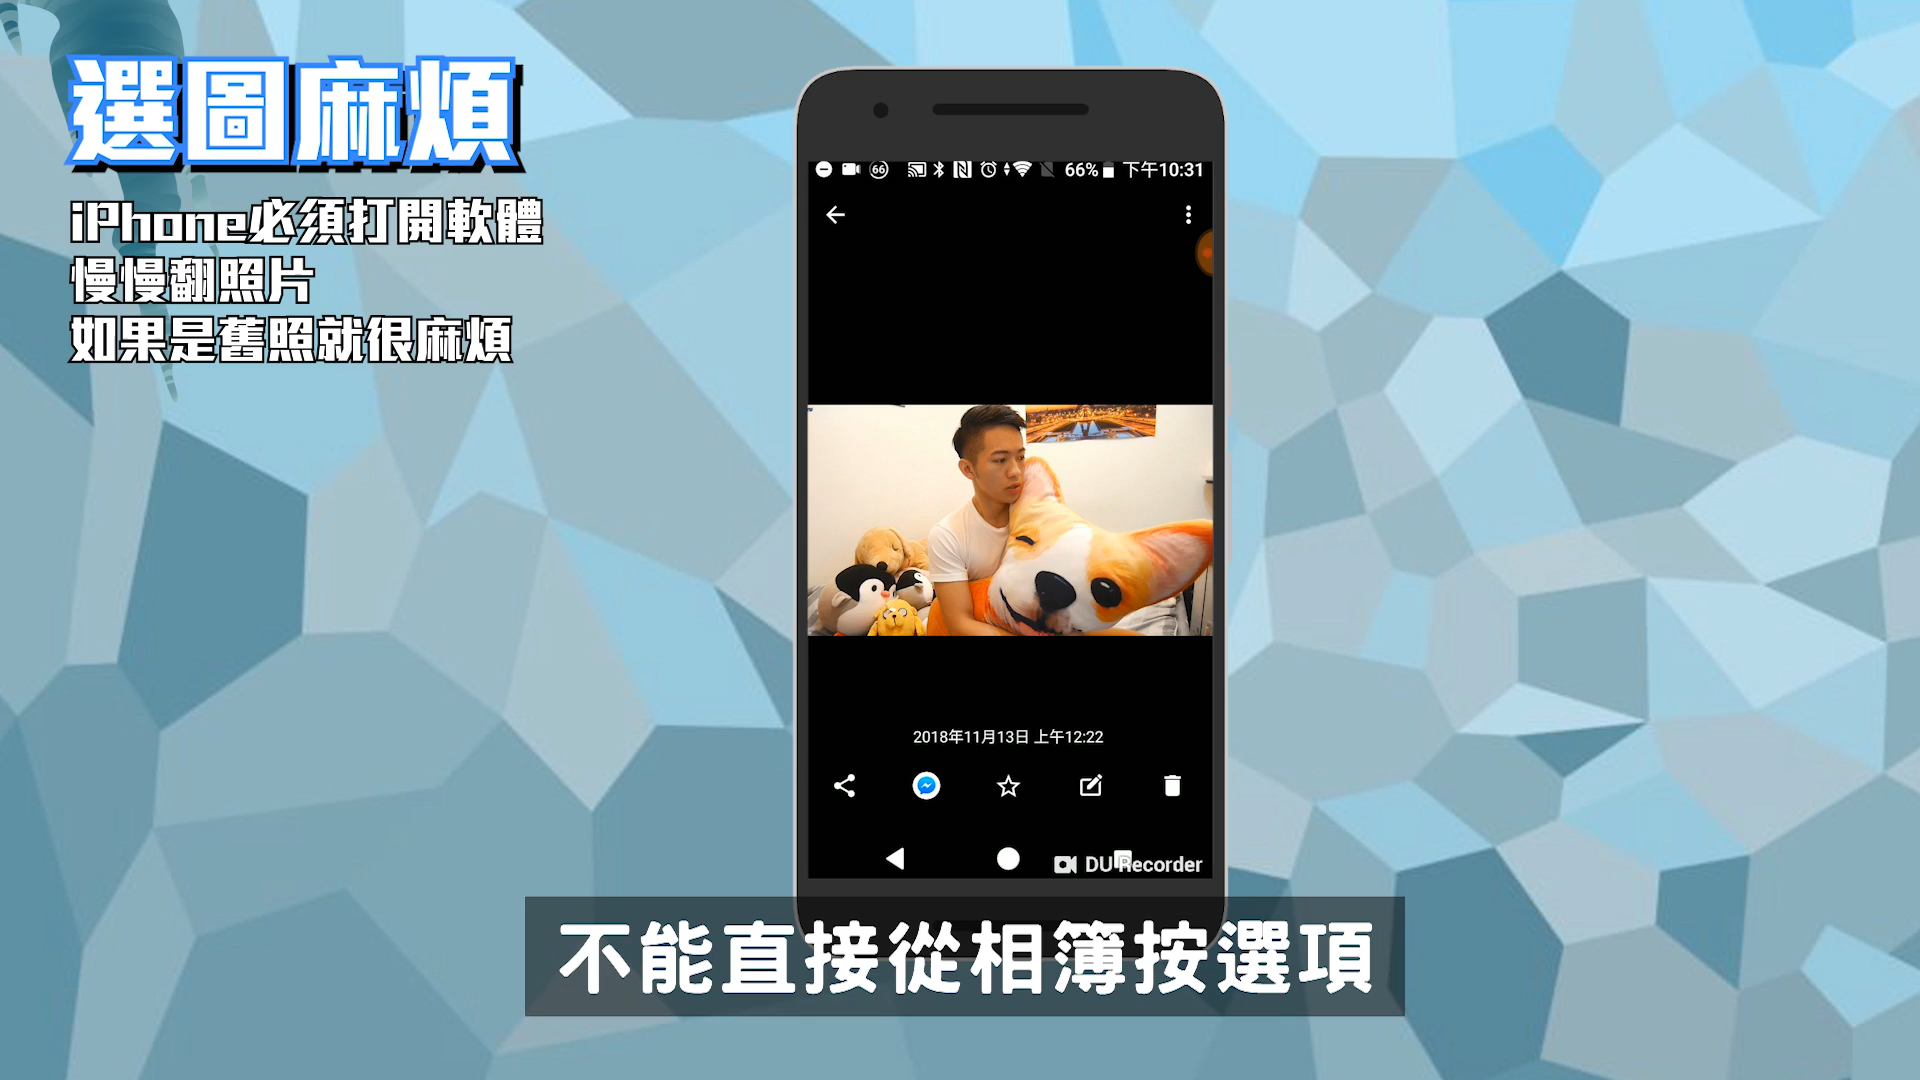 選圖麻煩
iPhone必須打開軟體
慢慢翻照片
如果是舊照就很麻煩
66
66%
下午10:31
2018年11月13日 上午12:22
DU Recorder
不能直接從相簿按選項